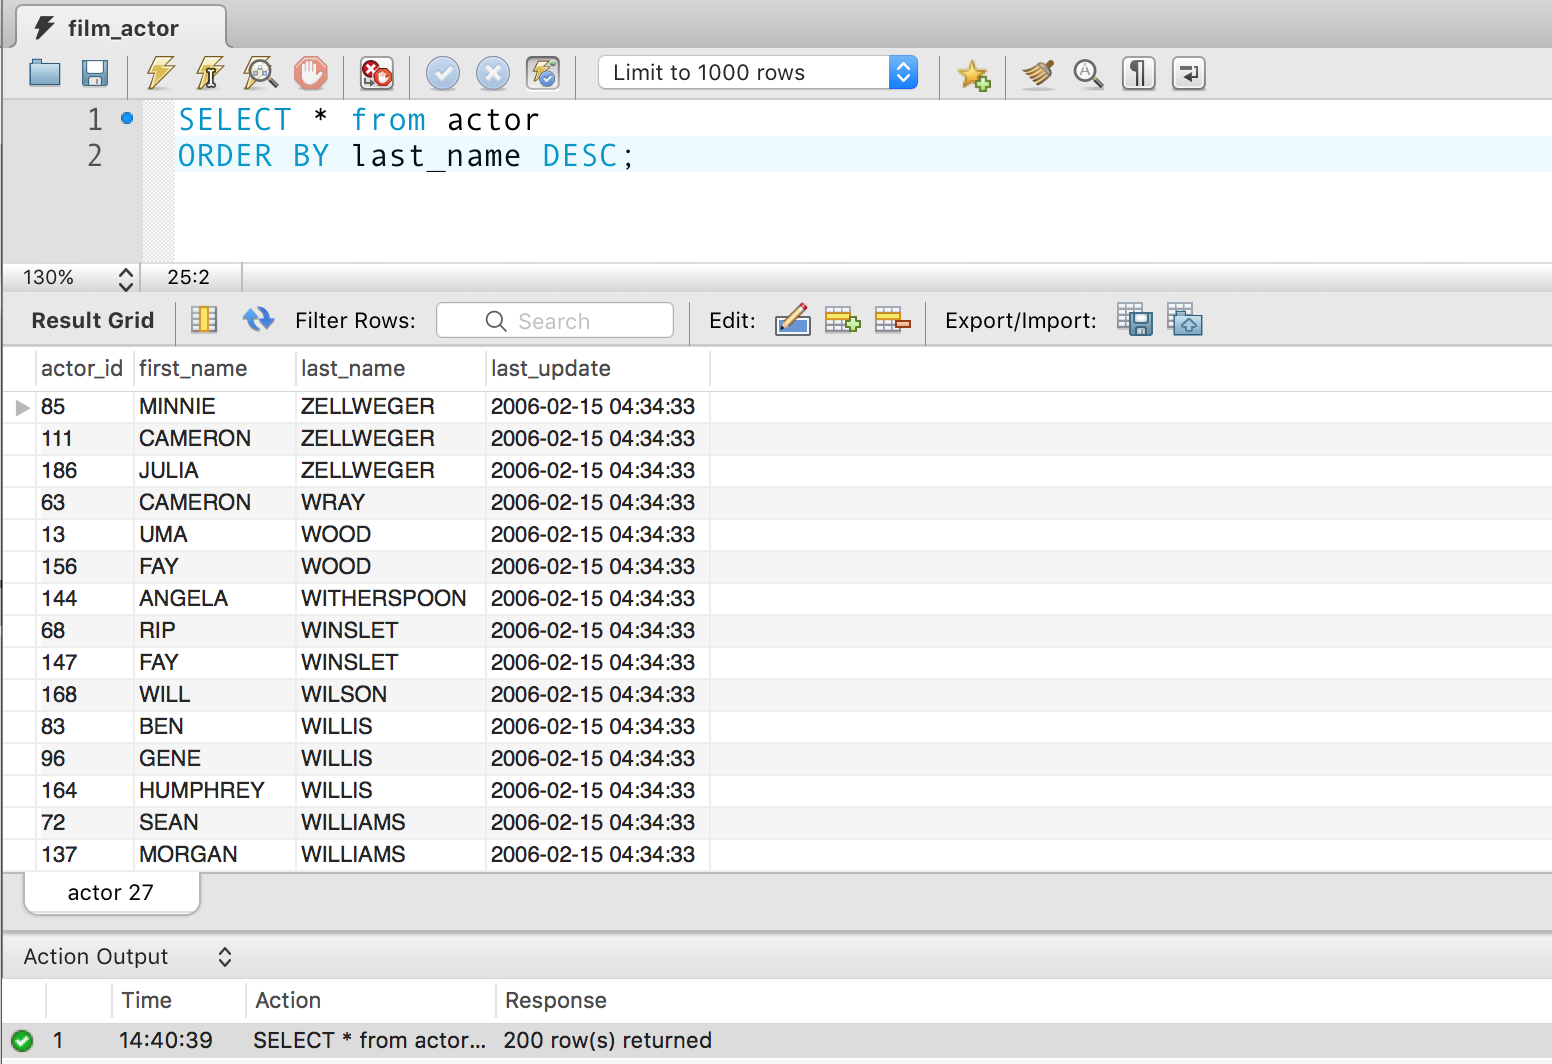 film_actor
Limit to 1000 rows
1 SELECT * from actor
2 ORDER BY last_name DESC;
130% 25:2
Result Grid Filter Rows: Search Edit: Export/Import:
actor_id first_name last_name last_update
85 MINNIE ZELLWEGER 2006-02-15 04:34:33
111 CAMERON ZELLWEGER 2006-02-15 04:34:33
186 JULIA ZELLWEGER 2006-02-15 04:34:33
63 CAMERON WRAY 2006-02-15 04:34:33
13 UMA WOOD 2006-02-15 04:34:33
156 FAY WOOD 2006-02-15 04:34:33
144 ANGELA WITHERSPOON 2006-02-15 04:34:33
68 RIP WINSLET 2006-02-15 04:34:33
147 FAY WINSLET 2006-02-15 04:34:33
168 WILL WILSON 2006-02-15 04:34:33
83 BEN WILLIS 2006-02-15 04:34:33
96 GENE WILLIS 2006-02-15 04:34:33
164 HUMPHREY WILLIS 2006-02-15 04:34:33
72 SEAN WILLIAMS 2006-02-15 04:34:33
137 MORGAN WILLIAMS 2006-02-15 04:34:33
actor 27
Action Output
Time Action Response
1 14:40:39 SELECT * from actor... 200 row(s) returned